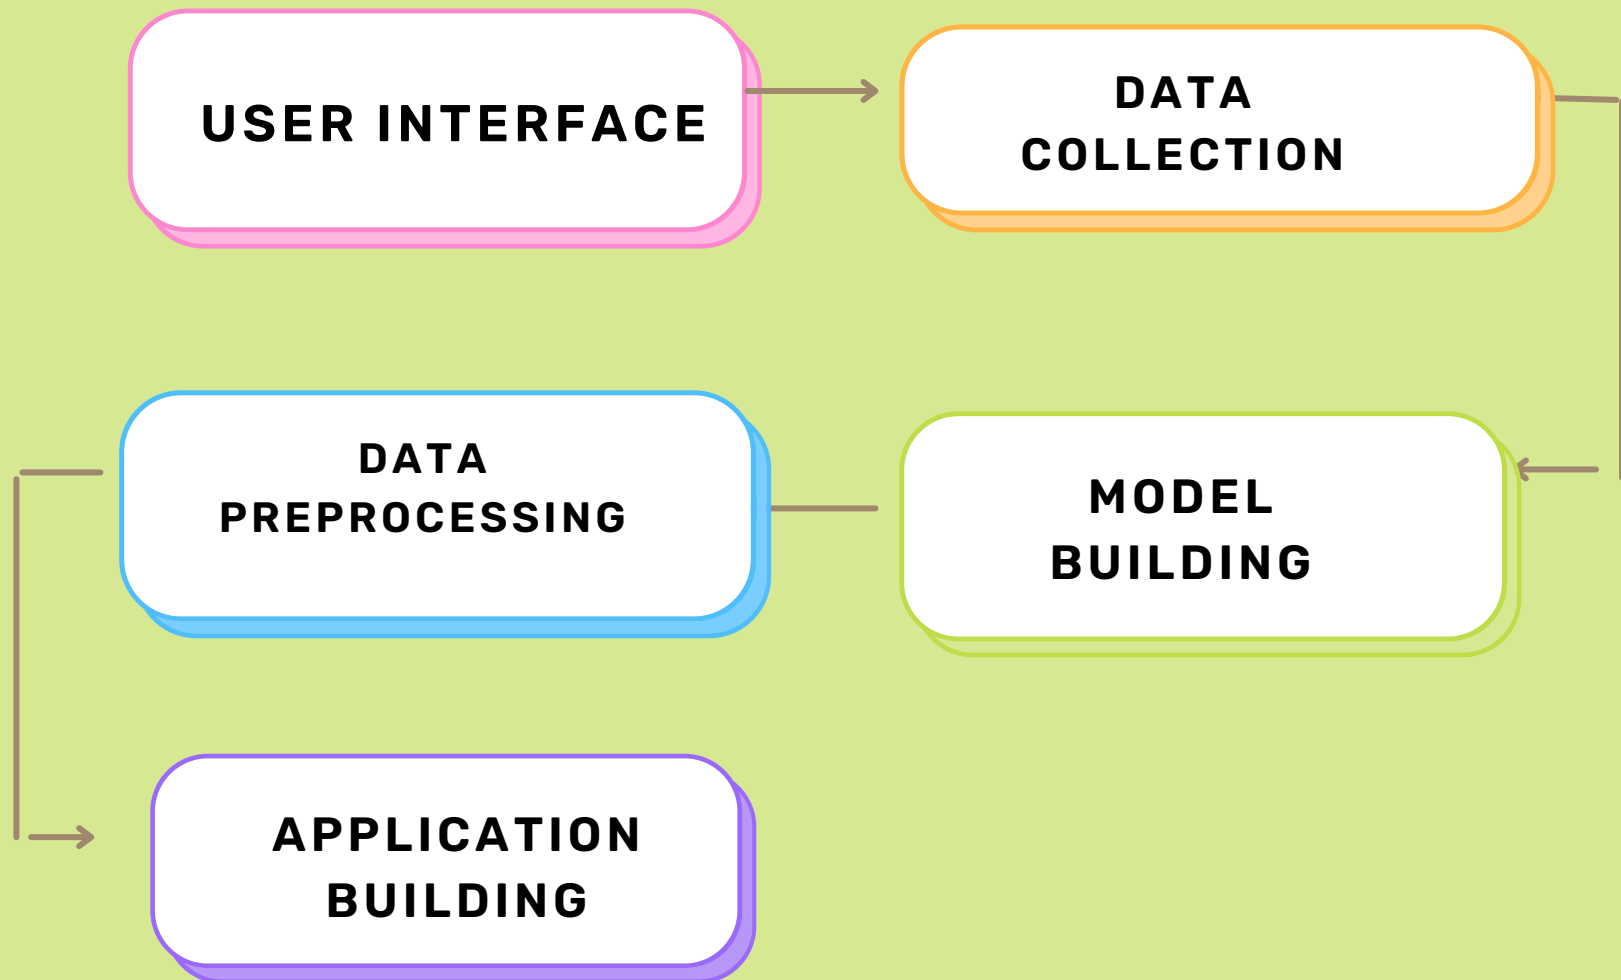 USER INTERFACE
DATA
COLLECTION
DATA
PREPROCESSING
MODEL
BUILDING
APPLICATION
BUILDING